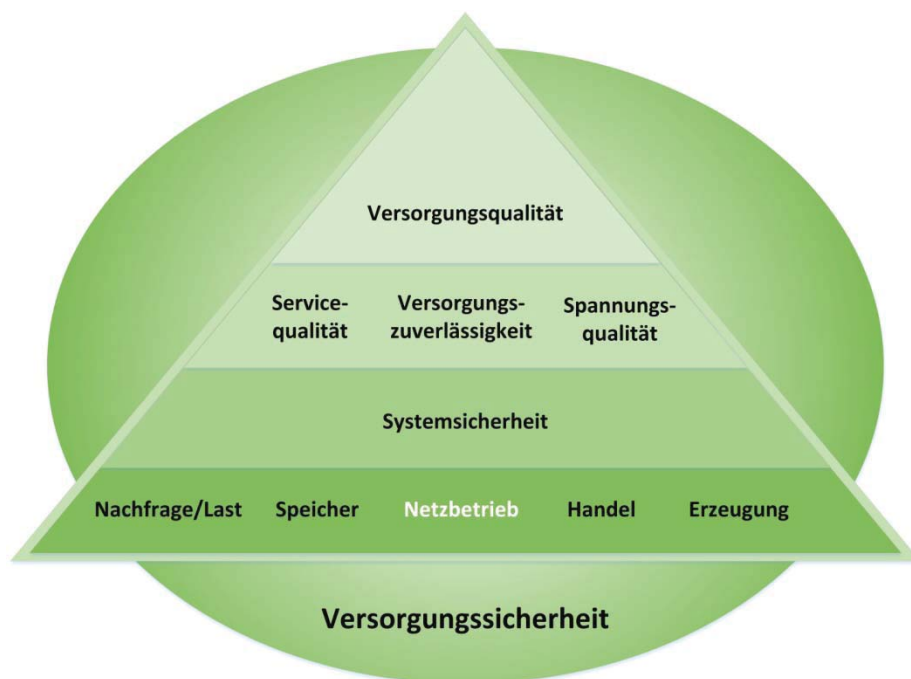 Versorgungsqualität
Service-
qualität
Versorgungs-
zuverlässigkeit
Spannungs-
qualität
Systemsicherheit
Nachfrage/Last Speicher Netzbetrieb Handel Erzeugung
Versorgungssicherheit